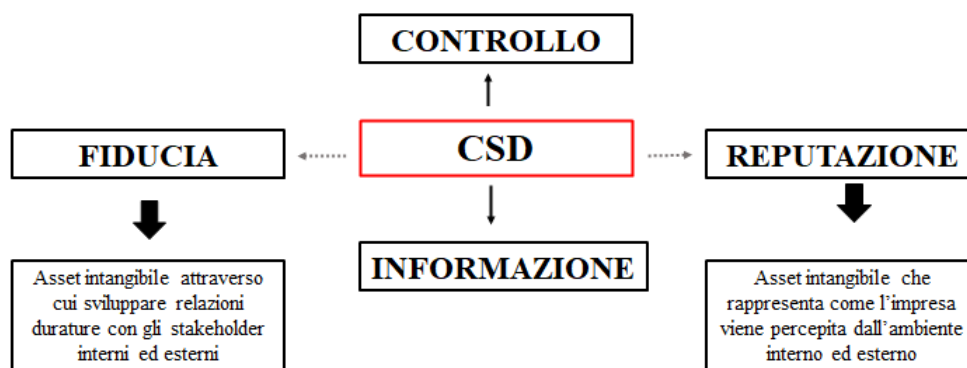 CONTROLLO
FIDUCIA
CSD
REPUTAZIONE
INFORMAZIONE
Asset intangibile attraverso
cui sviluppare relazioni
durature con gli stakeholder
interni ed esterni
Asset intangibile che
rappresenta come l'impresa
viene percepita dall'ambiente
interno ed esterno